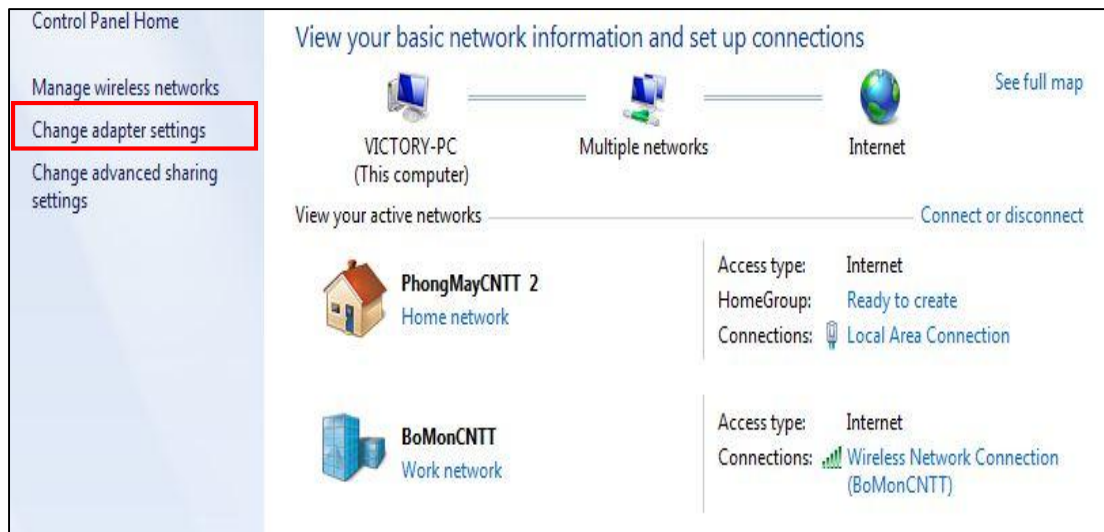 Control Panel Home
Manage wireless networks
Change adapter settings
Change advanced sharing
settings
View your basic network information and set up connections
See full map
VICTORY-PC
(This computer)
Multiple networks
Internet
View your active networks
Connect or disconnect
PhongMayCNTT 2
Home network
Access type: Internet
HomeGroup: Ready to create
Connections: Local Area Connection
BoMonCNTT
Work network
Access type: Internet
Connections: Wireless Network Connection
(BoMonCNTT)